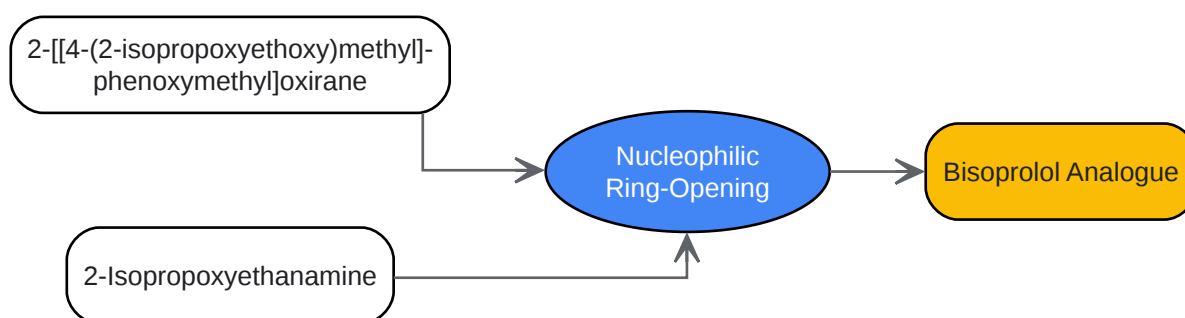 2-[[4-(2-isopropoxyethoxy)methyl]-
phenoxymethyl]oxirane
Nucleophilic
Ring-Opening
Bisoprolol Analogue
2-Isopropoxyethanamine